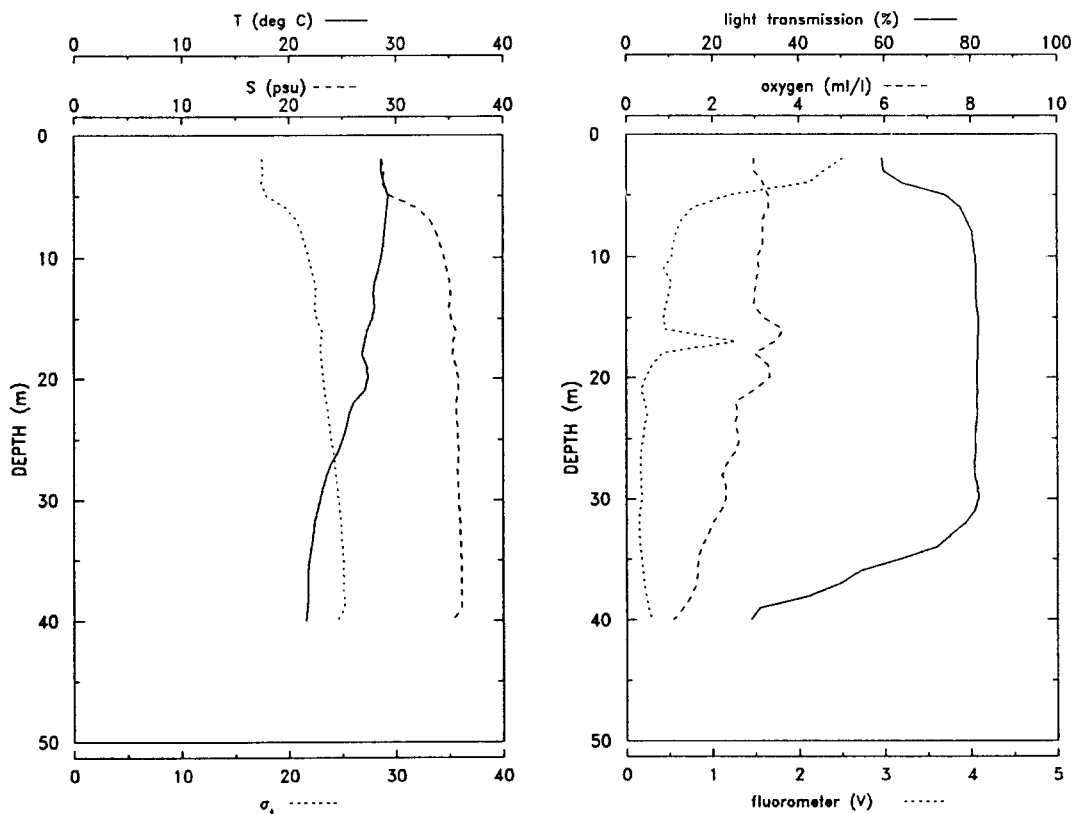 T (deg C)
0 10 20 30 40
S (psu)
0 10 20 30 40
0
10
20
30
40
50
DEPTH (m)
0 10 20 30 40
light transmission (%)
0 20 40 60 80 100
oxygen (ml/l)
0 2 4 6 8 10
0
10
20
30
40
50
DEPTH (m)
0 1 2 3 4 5
fluorometer (V)